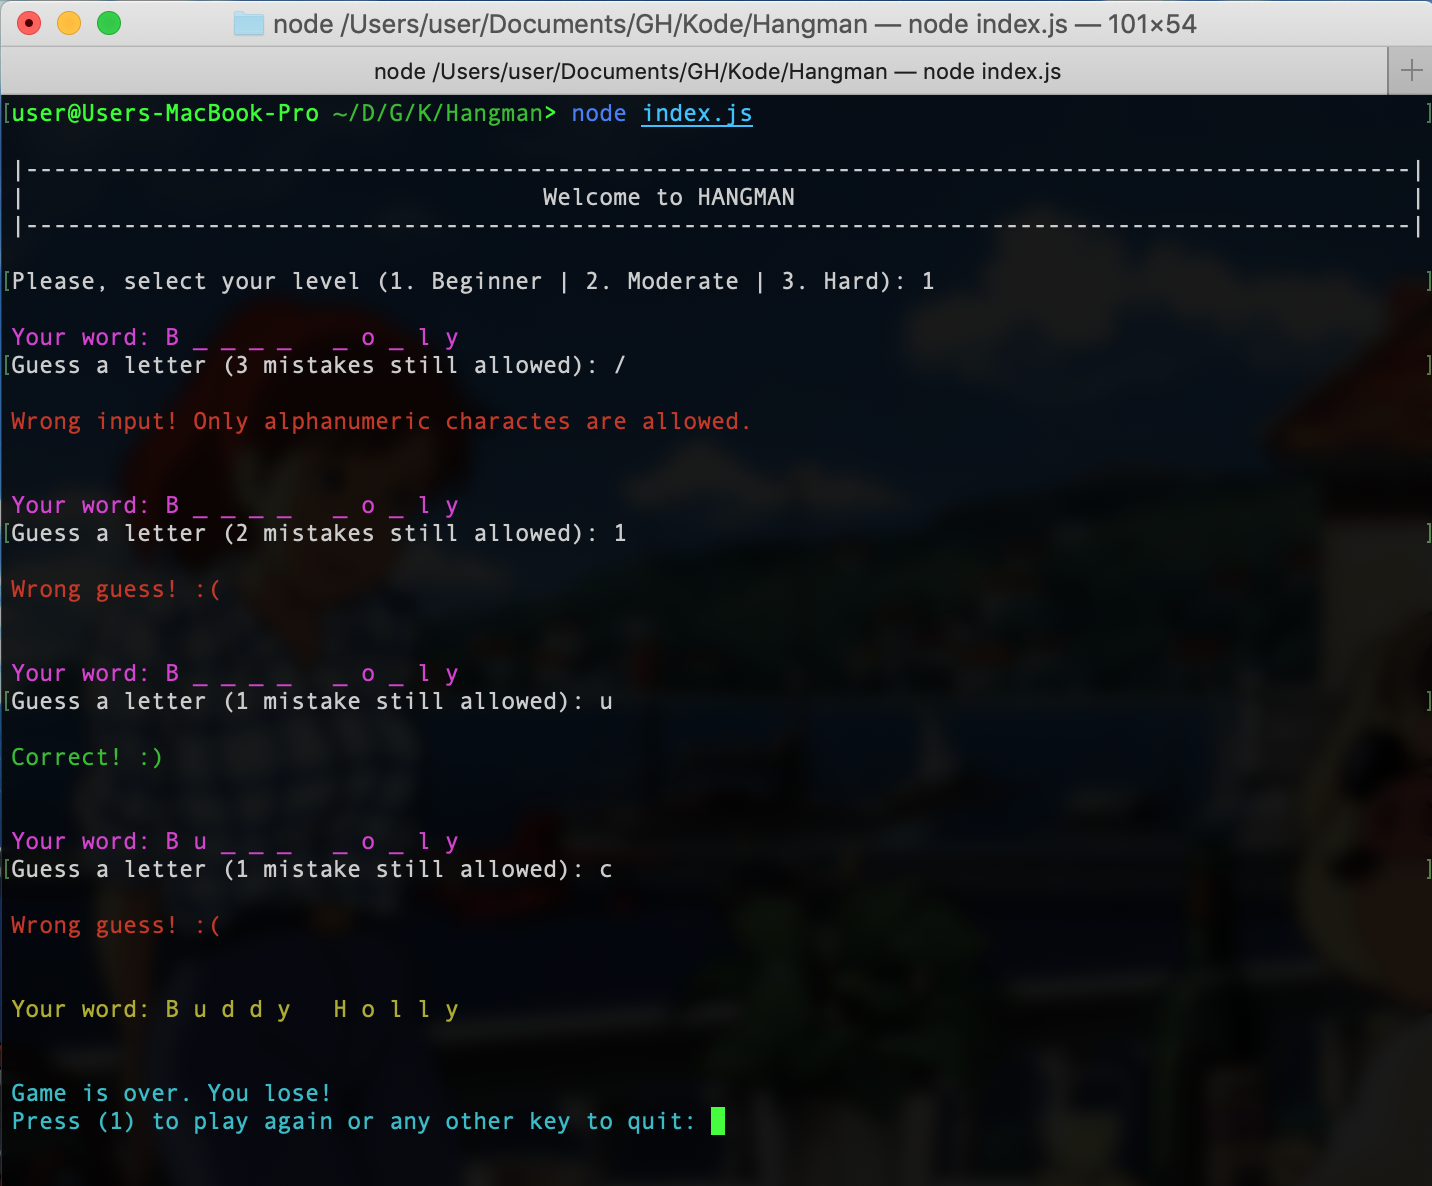 node /Users/user/Documents/GH/Kode/Hangman — node index.js — 101×54
node /Users/user/Documents/GH/Kode/Hangman — node index.js
[user@Users-MacBook-Pro ~/D/G/K/Hangman> node index.js ]
|---------------------------------------------------------------------------------------------------|
| Welcome to HANGMAN |
|---------------------------------------------------------------------------------------------------|
[Please, select your level (1. Beginner | 2. Moderate | 3. Hard): 1 ]
Your word: B _ _ _ _   _ o _ l y
[Guess a letter (3 mistakes still allowed): / ]
Wrong input! Only alphanumeric charactes are allowed.
Your word: B _ _ _ _   _ o _ l y
[Guess a letter (2 mistakes still allowed): 1 ]
Wrong guess! :(
Your word: B _ _ _ _   _ o _ l y
[Guess a letter (1 mistake still allowed): u ]
Correct! :)
Your word: B u _ _ _   _ o _ l y
[Guess a letter (1 mistake still allowed): c ]
Wrong guess! :(
Your word: B u d d y   H o l l y
Game is over. You lose!
Press (1) to play again or any other key to quit: